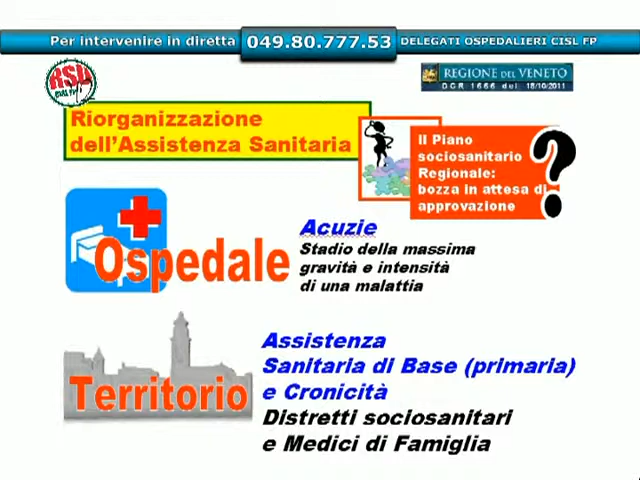 Per intervenire in diretta 049.80.777.53 DELEGATI OSPEDALIERI CISL FP
RSU
REGIONE DEL VENETO
DGR 1666 del 18/10/2011
Riorganizzazione
dell'Assistenza Sanitaria
Il Piano
sociosanitario
Regionale:
bozza in attesa di
approvazione
?
Ospedale
Acuzie
Stadio della massima
gravità e intensità
di una malattia
Territorio
Assistenza
Sanitaria di Base (primaria)
e Cronicità
Distretti sociosanitari
e Medici di Famiglia